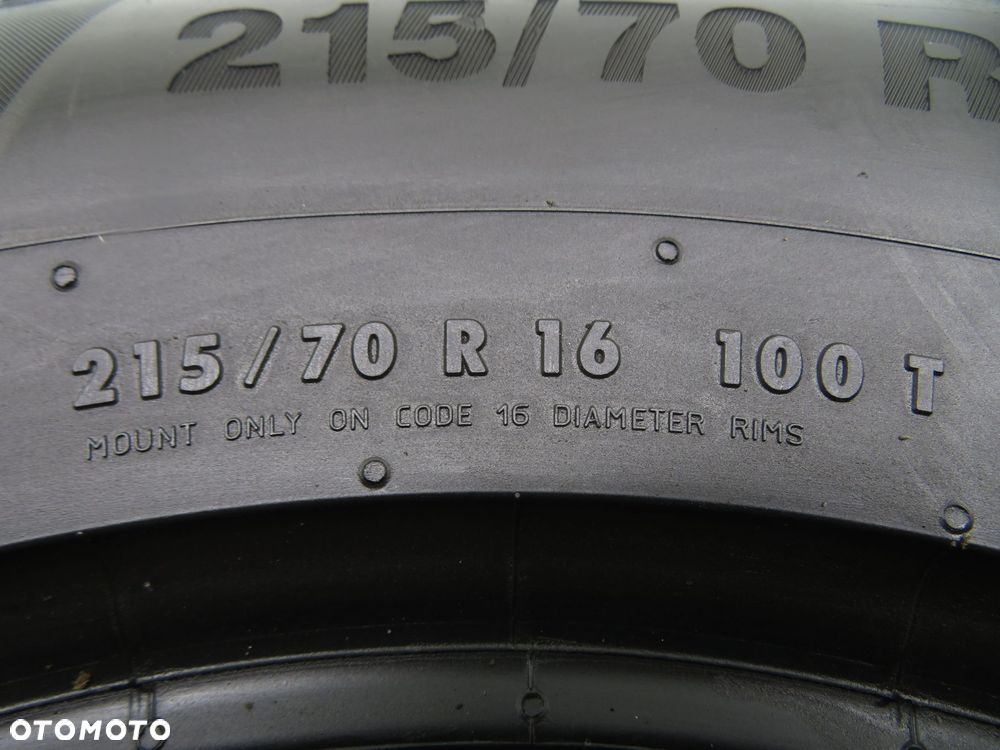 215/70 R
215/70 R 16 100 T
MOUNT ONLY ON CODE 16 DIAMETER RIMS
OTOMOTO